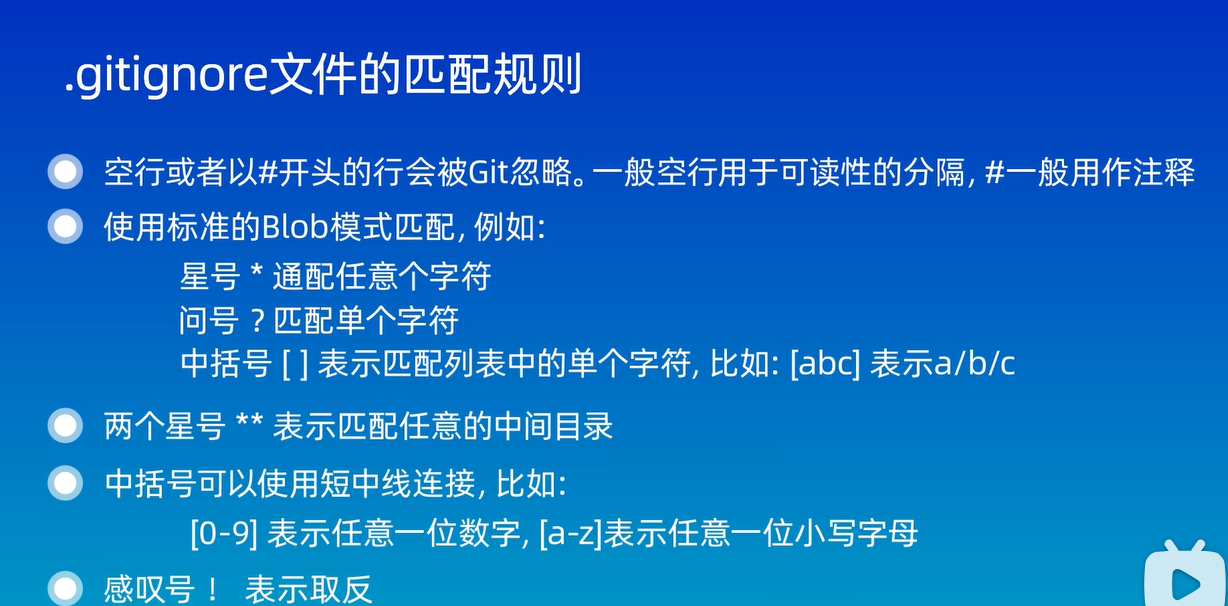 .gitignore文件的匹配规则
空行或者以#开头的行会被Git忽略。一般空行用于可读性的分隔, #一般用作注释
使用标准的Blob模式匹配, 例如:
星号 * 通配任意个字符
问号 ? 匹配单个字符
中括号 [ ] 表示匹配列表中的单个字符, 比如: [abc] 表示a/b/c
两个星号 ** 表示匹配任意的中间目录
中括号可以使用短中线连接, 比如:
[0-9] 表示任意一位数字, [a-z]表示任意一位小写字母
感叹号 ! 表示取反